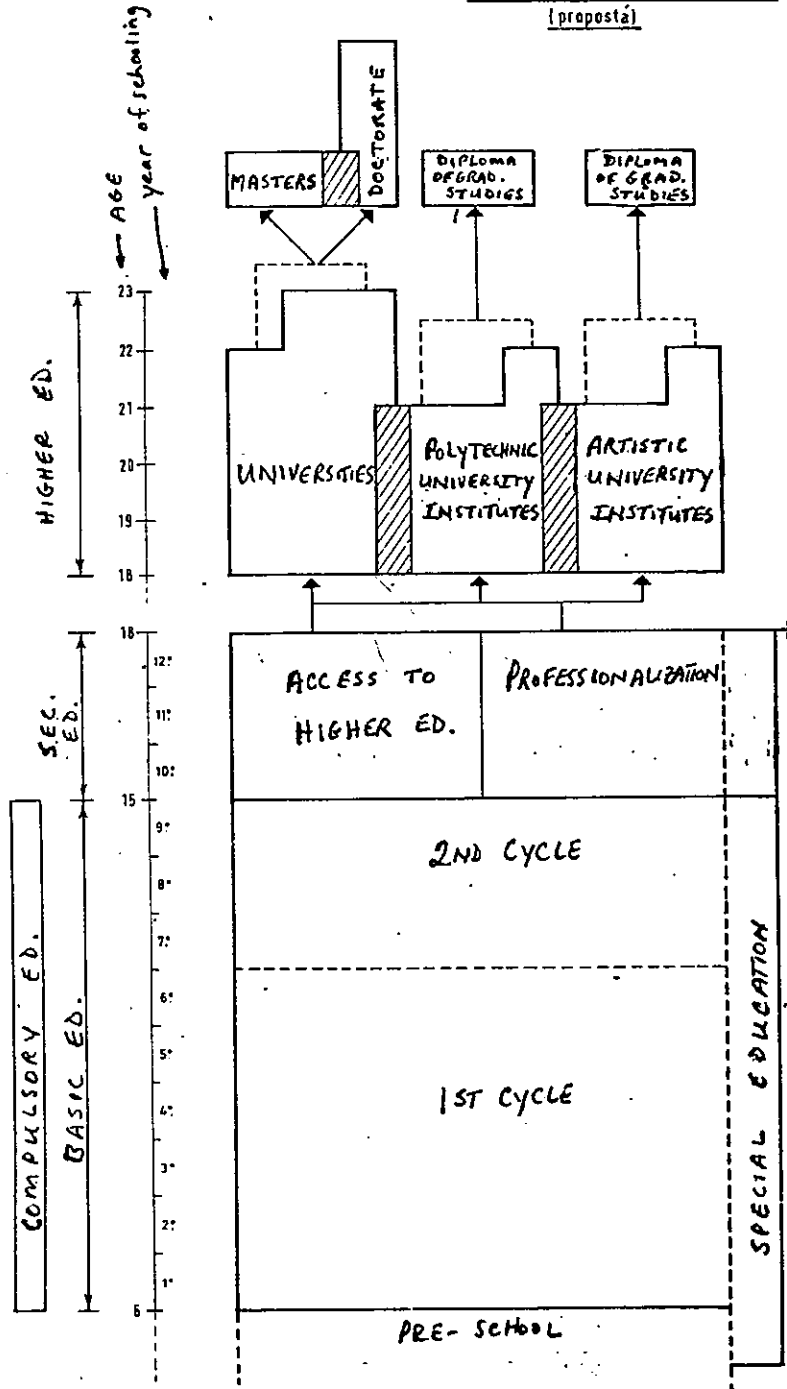 (propostá)
← AGE
year of schooling
MASTERS
DOCTORATE
DIPLOMA
OF GRAD.
STUDIES
DIPLOMA
OF GRAD.
STUDIES
HIGHER ED.
23
22
21
20
19
18
UNIVERSITIES
POLYTECHNIC
UNIVERSITY
INSTITUTES
ARTISTIC
UNIVERSITY
INSTITUTES
SEC.
ED.
18
12º
11º
10º
15
ACCESS TO
HIGHER ED.
PROFESSIONALIZATION
COMPULSORY ED.
BASIC ED.
9º
8º
7º
6º
5º
4º
3º
2º
1º
6
2ND CYCLE
1ST CYCLE
SPECIAL EDUCATION
PRE-SCHOOL